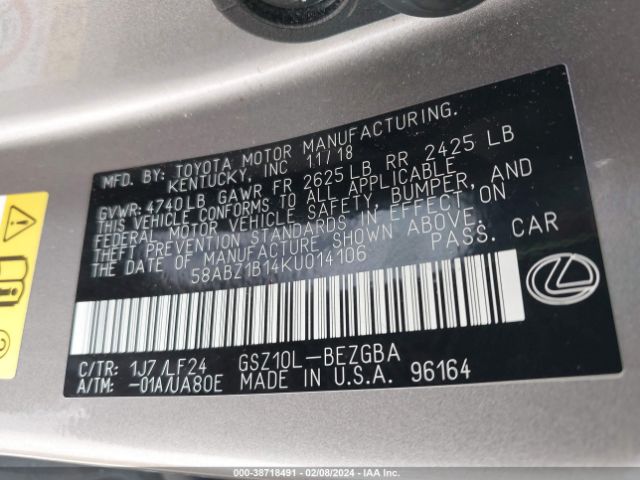 MFD. BY: TOYOTA MOTOR MANUFACTURING.
KENTUCKY, INC 11/18
GVWR: 4740LB GAWR FR 2625LB RR 2425 LB
THIS VEHICLE CONFORMS TO ALL APPLICABLE
FEDERAL MOTOR VEHICLE SAFETY, BUMPER, AND
THEFT PREVENTION STANDARDS IN EFFECT ON
THE DATE OF MANUFACTURE SHOWN ABOVE.
58ABZ1B14KU014106 PASS. CAR
C/TR: 1J7/LF24 GSZ10L-BEZGBA
A/TM: -01A/UA80E MADE IN U.S.A. 96164
000-38718491 - 02/08/2024 - IAA Inc.